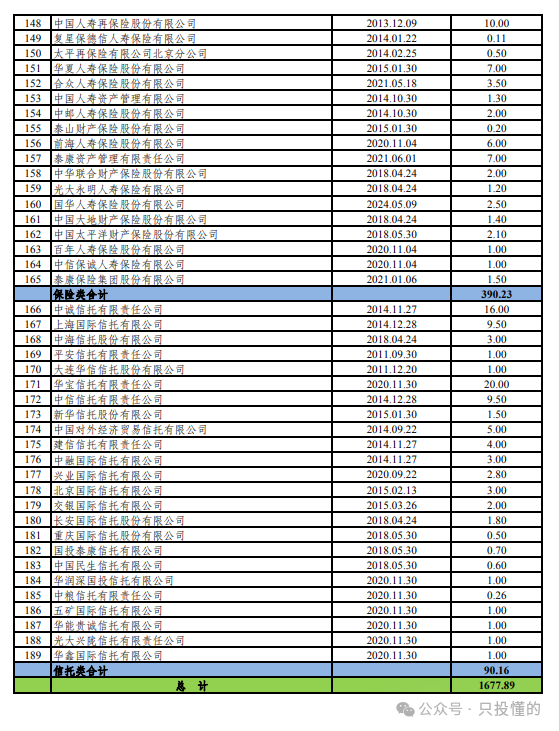 148 中国人寿再保险股份有限公司 2013.12.09 10.00
149 复星保德信人寿保险有限公司 2014.01.22 0.11
150 太平再保险有限公司北京分公司 2014.02.25 0.50
151 华夏人寿保险股份有限公司 2015.01.30 7.00
152 合众人寿保险股份有限公司 2021.05.18 3.50
153 中国人寿资产管理有限公司 2014.10.30 1.30
154 中邮人寿保险股份有限公司 2014.10.30 2.00
155 泰山财产保险股份有限公司 2015.01.30 0.20
156 前海人寿保险股份有限公司 2020.11.04 6.00
157 泰康资产管理有限责任公司 2021.06.01 7.00
158 中华联合财产保险股份有限公司 2018.04.24 2.00
159 光大永明人寿保险有限公司 2018.04.24 1.20
160 国华人寿保险股份有限公司 2024.05.09 2.50
161 中国大地财产保险股份有限公司 2018.04.24 1.40
162 中国太平洋财产保险股份有限公司 2018.05.30 2.10
163 百年人寿保险股份有限公司 2020.11.04 1.00
164 中信保诚人寿保险有限公司 2020.11.04 1.00
165 泰康保险集团股份有限公司 2021.01.06 1.50
保险类合计 390.23
166 中诚信托有限责任公司 2014.11.27 16.00
167 上海国际信托有限公司 2014.12.28 9.50
168 中海信托股份有限公司 2018.04.24 3.00
169 平安信托有限责任公司 2011.09.30 1.00
170 大连华信信托股份有限公司 2011.12.20 1.00
171 华宝信托有限责任公司 2020.11.30 20.00
172 中信信托有限责任公司 2014.12.28 9.50
173 新华信托股份有限公司 2015.01.30 1.50
174 中国对外经济贸易信托有限公司 2014.09.22 5.00
175 建信信托有限责任公司 2014.11.27 4.00
176 中融国际信托有限公司 2014.11.27 3.00
177 兴业国际信托有限公司 2020.09.22 2.80
178 北京国际信托有限公司 2015.02.13 3.00
179 交银国际信托有限公司 2015.03.26 2.00
180 长安国际信托股份有限公司 2018.04.24 1.80
181 重庆国际信托股份有限公司 2018.05.30 0.50
182 国投泰康信托有限公司 2018.05.30 0.70
183 中国民生信托有限公司 2018.05.30 0.60
184 华润深国投信托有限公司 2020.11.30 1.00
185 中粮信托有限责任公司 2020.11.30 0.26
186 五矿国际信托有限公司 2020.11.30 1.00
187 华能贵诚信托有限公司 2020.11.30 1.00
188 光大兴陇信托有限责任公司 2020.11.30 1.00
189 华鑫国际信托有限公司 2020.11.30 1.00
信托类合计 90.16
总 计 1677.89
公众号 · 只投懂的